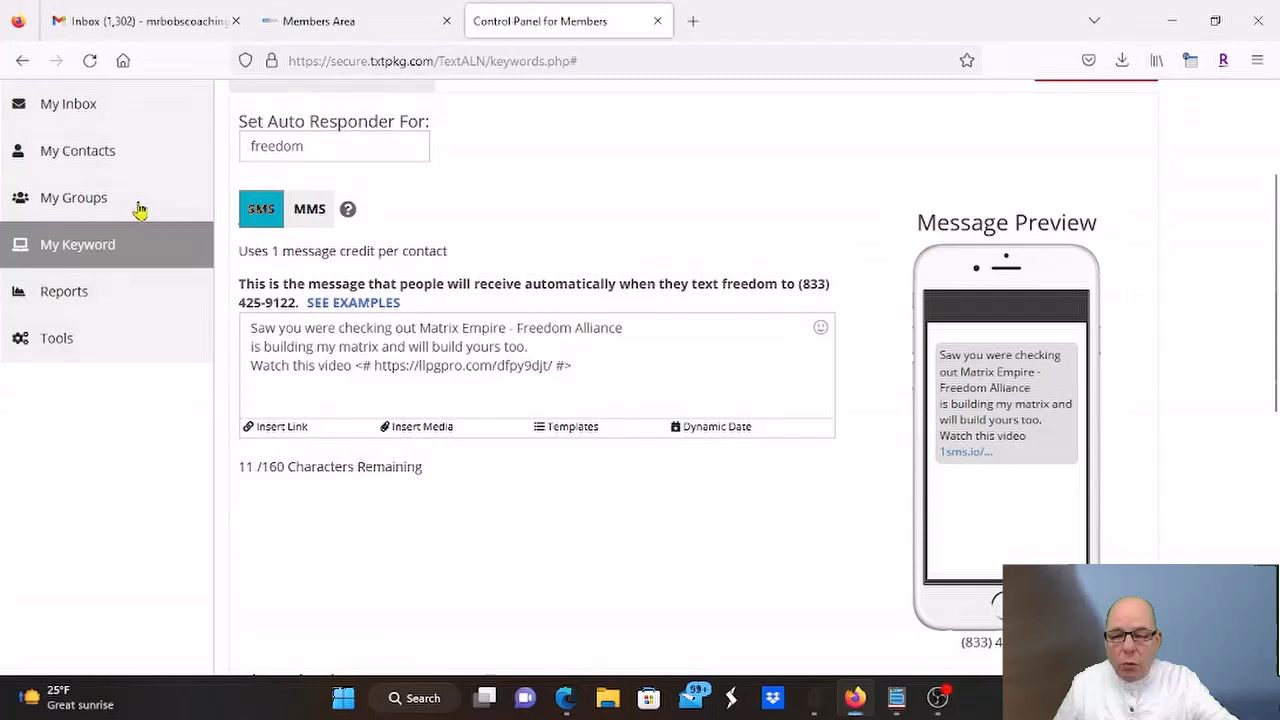 Inbox (1,302) - mrbobscoaching
Members Area
Control Panel for Members
https://secure.txtpkg.com/TextALN/keywords.php#
R
My Inbox
My Contacts
My Groups
My Keyword
Reports
Tools
Set Auto Responder For:
freedom
SMS MMS ?
Uses 1 message credit per contact
This is the message that people will receive automatically when they text freedom to (833)
425-9122. SEE EXAMPLES
Saw you were checking out Matrix Empire - Freedom Alliance
is building my matrix and will build yours too.
Watch this video <# https://llpgpro.com/dfpy9djt/ #>
Insert Link Insert Media Templates Dynamic Date
11 /160 Characters Remaining
Message Preview
Saw you were checking
out Matrix Empire -
Freedom Alliance
is building my matrix and
will build yours too.
Watch this video
1sms.io/...
(833) 4
25°F
Great sunrise
Search
99+